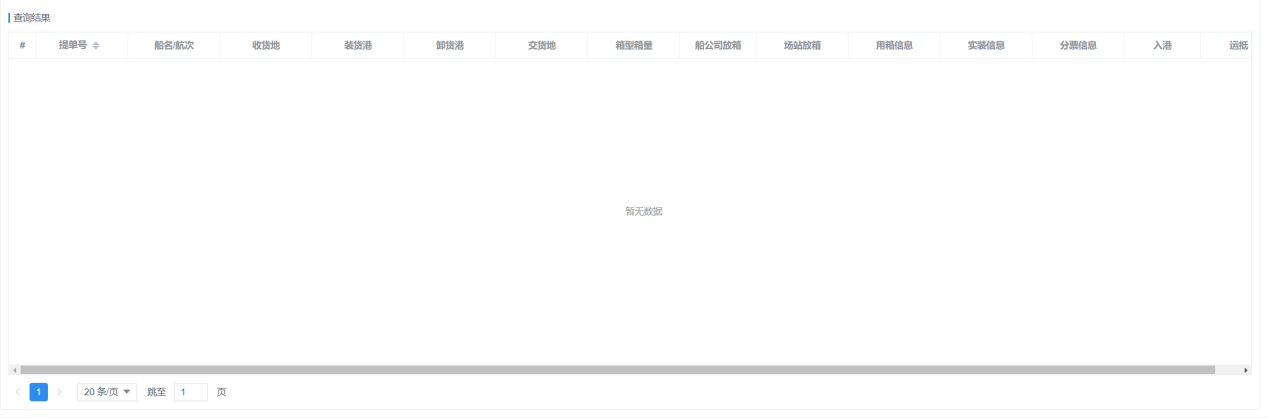 查询结果
# 提单号 船名/航次 收货地 装货港 卸货港 交货地 箱型箱量 船公司放箱 场站放箱 用箱信息 实装信息 分票信息 入港 运抵
暂无数据
1 20 条/页 跳至 1 页